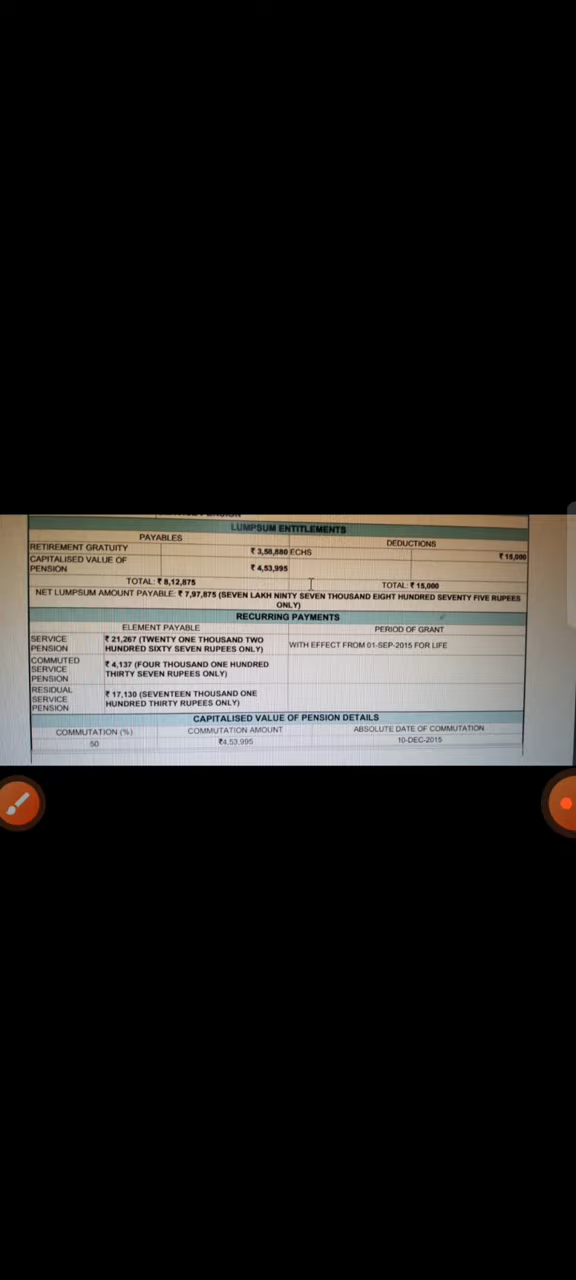 LUMPSUM ENTITLEMENTS
PAYABLES DEDUCTIONS
RETIREMENT GRATUITY ₹ 3,58,880 ECHS ₹ 15,000
CAPITALISED VALUE OF PENSION ₹ 4,53,995
TOTAL: ₹ 8,12,875 TOTAL: ₹ 15,000
NET LUMPSUM AMOUNT PAYABLE: ₹ 7,97,875 (SEVEN LAKH NINTY SEVEN THOUSAND EIGHT HUNDRED SEVENTY FIVE RUPEES
ONLY)
RECURRING PAYMENTS
ELEMENT PAYABLE PERIOD OF GRANT
SERVICE PENSION ₹ 21,267 (TWENTY ONE THOUSAND TWO
HUNDRED SIXTY SEVEN RUPEES ONLY) WITH EFFECT FROM 01-SEP-2015 FOR LIFE
COMMUTED SERVICE PENSION ₹ 4,137 (FOUR THOUSAND ONE HUNDRED
THIRTY SEVEN RUPEES ONLY)
RESIDUAL SERVICE PENSION ₹ 17,130 (SEVENTEEN THOUSAND ONE
HUNDRED THIRTY RUPEES ONLY)
CAPITALISED VALUE OF PENSION DETAILS
COMMUTATION (%) COMMUTATION AMOUNT ABSOLUTE DATE OF COMMUTATION
50 ₹4,53,995 10-DEC-2015